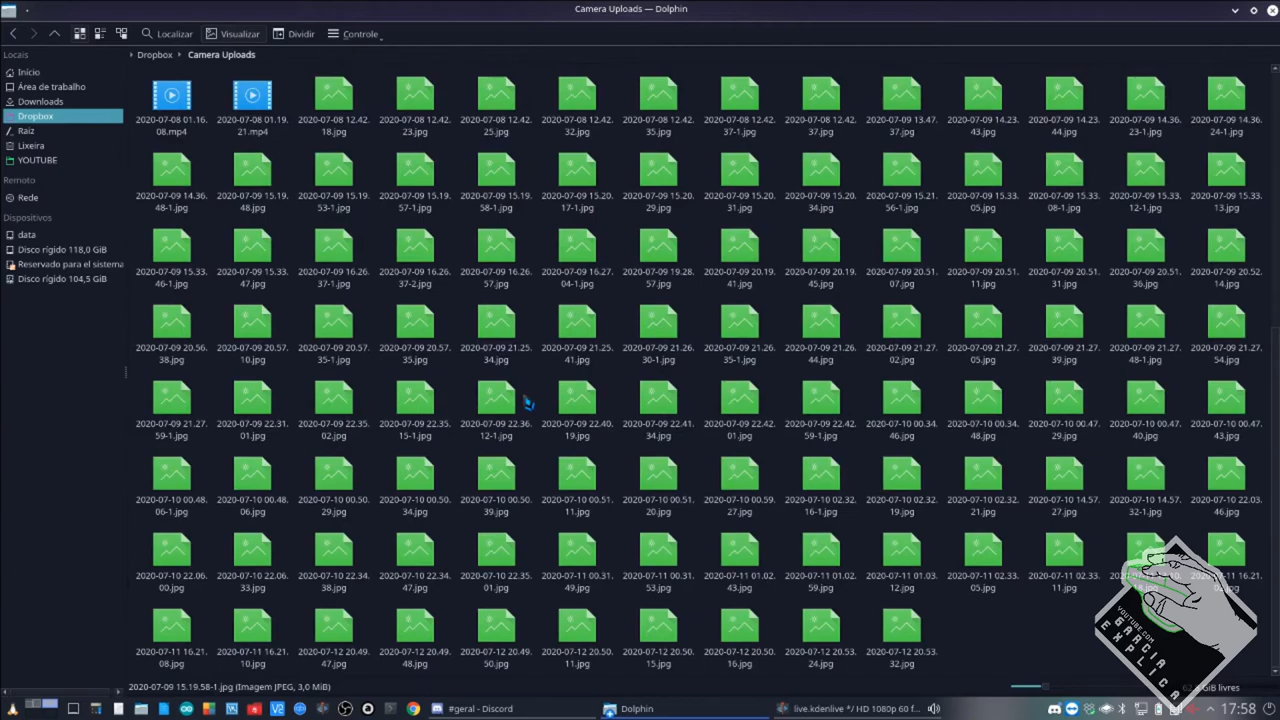 Camera Uploads — Dolphin
Localizar
Visualizar
Dividir
Controle
Dropbox
Camera Uploads
Locais
Início
Área de trabalho
Downloads
Dropbox
Raiz
Lixeira
YOUTUBE
Remoto
Rede
Dispositivos
data
Disco rígido 118,0 GiB
Reservado para el sistema
Disco rígido 104,5 GiB
2020-07-08 01.16. 2020-07-08 01.19. 2020-07-08 12.42. 2020-07-08 12.42. 2020-07-08 12.42. 2020-07-08 12.42. 2020-07-08 12.42. 2020-07-08 12.42. 2020-07-09 13.47. 2020-07-09 14.23. 2020-07-09 14.23. 2020-07-09 14.36. 2020-07-09 14.36.
08.mp4 21.mp4 18.jpg 23.jpg 25.jpg 32.jpg 35.jpg 37-1.jpg 37.jpg 43.jpg 44.jpg 23-1.jpg 24-1.jpg
2020-07-09 14.36. 2020-07-09 15.19. 2020-07-09 15.19. 2020-07-09 15.19. 2020-07-09 15.19. 2020-07-09 15.20. 2020-07-09 15.20. 2020-07-09 15.20. 2020-07-09 15.20. 2020-07-09 15.21. 2020-07-09 15.33. 2020-07-09 15.33. 2020-07-09 15.33. 2020-07-09 15.33.
48-1.jpg 48.jpg 53-1.jpg 57-1.jpg 58-1.jpg 17-1.jpg 29.jpg 31.jpg 34.jpg 56-1.jpg 05.jpg 08-1.jpg 12-1.jpg 13.jpg
2020-07-09 15.33. 2020-07-09 15.33. 2020-07-09 16.26. 2020-07-09 16.26. 2020-07-09 16.26. 2020-07-09 16.27. 2020-07-09 19.28. 2020-07-09 20.19. 2020-07-09 20.19. 2020-07-09 20.51. 2020-07-09 20.51. 2020-07-09 20.51. 2020-07-09 20.51. 2020-07-09 20.52.
46-1.jpg 47.jpg 37-1.jpg 37-2.jpg 57.jpg 04-1.jpg 57.jpg 41.jpg 45.jpg 07.jpg 11.jpg 31.jpg 36.jpg 14.jpg
2020-07-09 20.56. 2020-07-09 20.57. 2020-07-09 20.57. 2020-07-09 20.57. 2020-07-09 21.25. 2020-07-09 21.25. 2020-07-09 21.26. 2020-07-09 21.26. 2020-07-09 21.26. 2020-07-09 21.27. 2020-07-09 21.27. 2020-07-09 21.27. 2020-07-09 21.27. 2020-07-09 21.27.
38.jpg 10.jpg 35-1.jpg 35.jpg 34.jpg 41.jpg 30-1.jpg 35-1.jpg 44.jpg 02.jpg 05.jpg 39.jpg 48-1.jpg 54.jpg
2020-07-09 21.27. 2020-07-09 22.31. 2020-07-09 22.35. 2020-07-09 22.35. 2020-07-09 22.36. 2020-07-09 22.40. 2020-07-09 22.41. 2020-07-09 22.42. 2020-07-09 22.42. 2020-07-10 00.34. 2020-07-10 00.34. 2020-07-10 00.47. 2020-07-10 00.47. 2020-07-10 00.47.
59-1.jpg 01.jpg 02.jpg 15-1.jpg 12-1.jpg 19.jpg 34.jpg 01.jpg 59-1.jpg 46.jpg 48.jpg 29.jpg 40.jpg 43.jpg
2020-07-10 00.48. 2020-07-10 00.48. 2020-07-10 00.50. 2020-07-10 00.50. 2020-07-10 00.50. 2020-07-10 00.51. 2020-07-10 00.51. 2020-07-10 00.59. 2020-07-10 02.32. 2020-07-10 02.32. 2020-07-10 02.32. 2020-07-10 14.57. 2020-07-10 14.57. 2020-07-10 22.03.
06-1.jpg 06.jpg 29.jpg 34.jpg 39.jpg 11.jpg 20.jpg 27.jpg 16-1.jpg 19.jpg 21.jpg 27.jpg 32-1.jpg 46.jpg
2020-07-10 22.06. 2020-07-10 22.06. 2020-07-10 22.34. 2020-07-10 22.34. 2020-07-10 22.35. 2020-07-11 00.31. 2020-07-11 00.31. 2020-07-11 01.02. 2020-07-11 01.02. 2020-07-11 01.03. 2020-07-11 02.33. 2020-07-11 02.33. 2020-07-11 16.21.
00.jpg 33.jpg 38.jpg 47.jpg 01.jpg 49.jpg 53.jpg 43.jpg 59.jpg 12.jpg 05.jpg 11.jpg
2020-07-11 16.21. 2020-07-11 16.21. 2020-07-12 20.49. 2020-07-12 20.49. 2020-07-12 20.49. 2020-07-12 20.50. 2020-07-12 20.50. 2020-07-12 20.50. 2020-07-12 20.53. 2020-07-12 20.53.
08.jpg 10.jpg 47.jpg 48.jpg 50.jpg 11.jpg 15.jpg 16.jpg 24.jpg 32.jpg
YOUTUBE.COM
EGARCIA
EXPLICA
2020-07-09 15.19.58-1.jpg (Imagem JPEG, 3,0 MiB)
GiB livres
#geral - Discord
Dolphin
live.kdenlive */ HD 1080p 60 f...
17:58